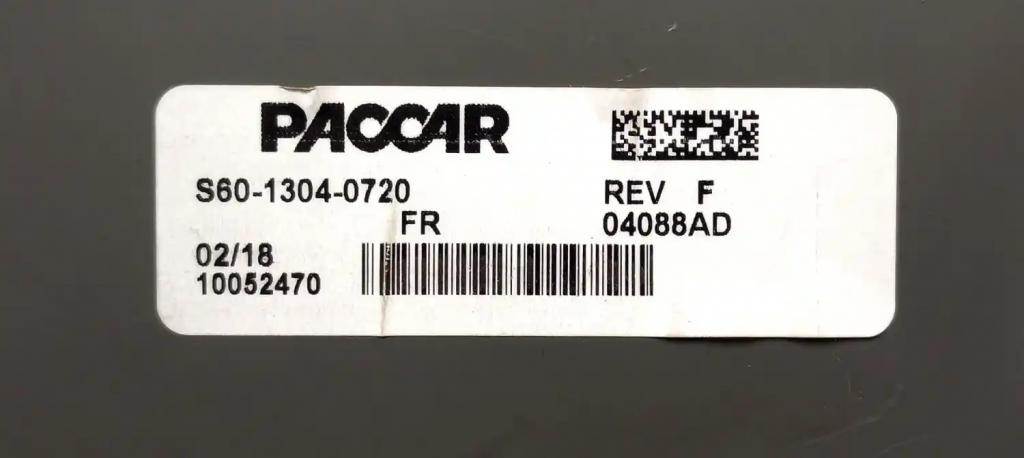 PACCAR
S60-1304-0720 REV F
FR 04088AD
02/18
10052470